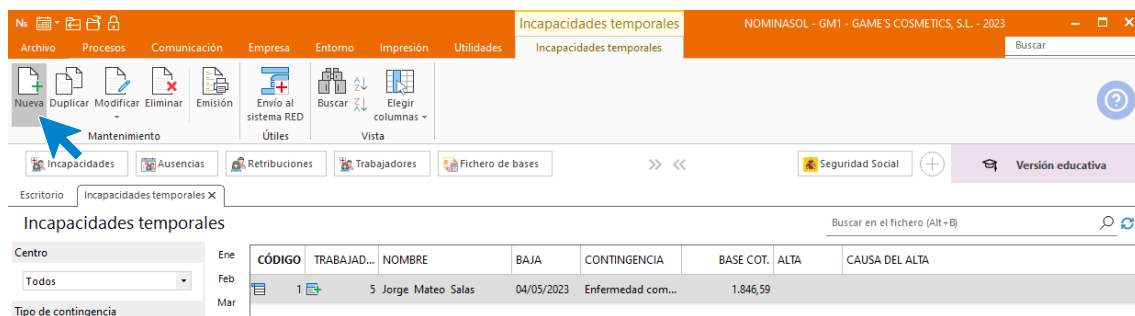 Ns
Incapacidades temporales
NOMINASOL - GM1 - GAME'S COSMETICS, S.L. - 2023
Archivo Procesos Comunicación Empresa Entorno Impresión Utilidades Incapacidades temporales Buscar
Nueva Duplicar Modificar Eliminar Emisión Envío al sistema RED Buscar Elegir columnas
Mantenimiento Útiles Vista
Incapacidades Ausencias Retribuciones Trabajadores Fichero de bases Seguridad Social Versión educativa
Escritorio Incapacidades temporales X
Incapacidades temporales Buscar en el fichero (Alt+B)
Centro Ene CÓDIGO TRABAJAD... NOMBRE BAJA CONTINGENCIA BASE COT. ALTA CAUSA DEL ALTA
Todos Feb 1 5 Jorge Mateo Salas 04/05/2023 Enfermedad com... 1.846,59
Mar
Tipo de contingencia